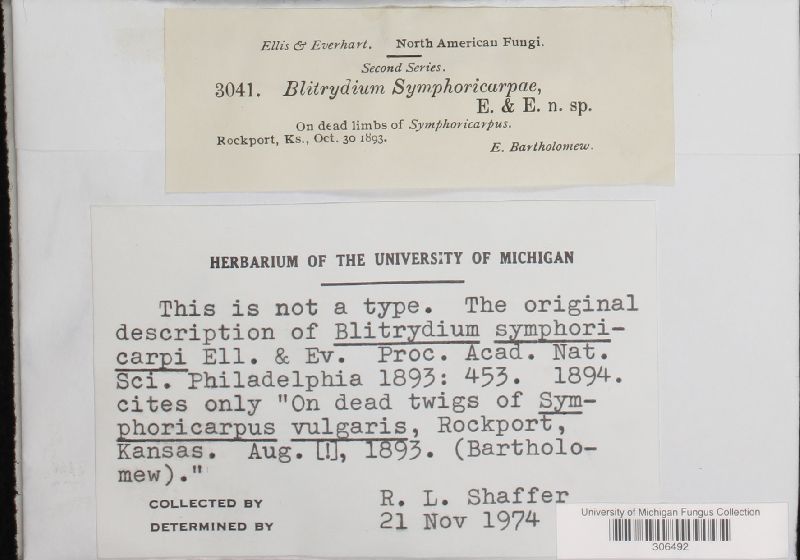 Ellis & Everhart. North American Fungi.
Second Series.
3041. Blitrydium Symphoricarpae,
E. & E. n. sp.
On dead limbs of Symphoricarpus.
Rockport, Ks., Oct. 30 1893.
E. Bartholomew.
HERBARIUM OF THE UNIVERSITY OF MICHIGAN
This is not a type. The original
description of Blitrydium symphori-
carpi Ell. & Ev. Proc. Acad. Nat.
Sci. Philadelphia 1893: 453. 1894.
cites only "On dead twigs of Sym-
phoricarpus vulgaris, Rockport,
Kansas. Aug. [!], 1893. (Bartholo-
mew)."
COLLECTED BY R. L. Shaffer
DETERMINED BY 21 Nov 1974
University of Michigan Fungus Collection
306492